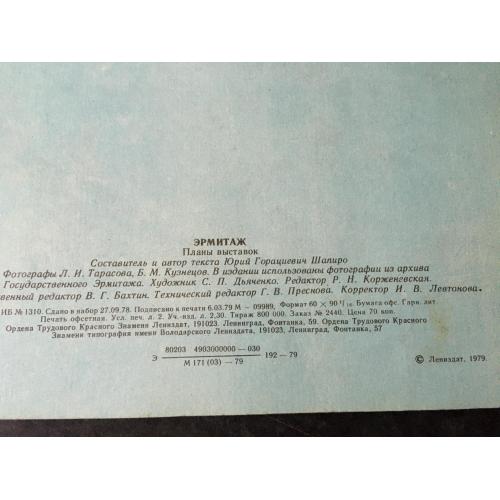 ЭРМИТАЖ
Планы выставок
Составитель и автор текста Юрий Горациевич Шапиро
Фотографы Л. И. Тарасова, Б. М. Кузнецов. В издании использованы фотографии из архива
Государственного Эрмитажа. Художник С. П. Дьяченко. Редактор Р. Н. Корженевская.
твенный редактор В. Г. Бахтин. Технический редактор Г. В. Преснова. Корректор И. В. Левтонова.
ИБ № 1310. Сдано в набор 27.09.78. Подписано к печати 6.03.79 М — 09989. Формат 60 × 90 1/16. Бумага офс. Гарн. лит.
Печать офсетная. Усл. печ. л. 2. Уч.-изд. л. 2,30. Тираж 800 000. Заказ № 2440. Цена 70 коп.
Ордена Трудового Красного Знамени Лениздат, 191023, Ленинград, Фонтанка, 59. Ордена Трудового Красного
Знамени типография имени Володарского Лениздата, 191023, Ленинград, Фонтанка, 57
Э 80203 4903000000—030 / М 171 (03) — 79 192—79
© Лениздат, 1979.